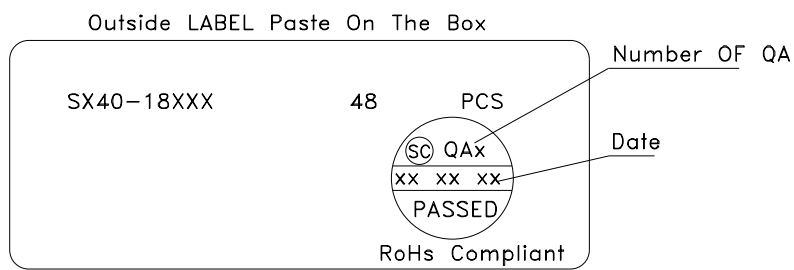 Outside LABEL Paste On The Box
Number OF QA
SX40-18XXX 48 PCS
Date
SC QAx
xx xx xx
PASSED
RoHs Compliant